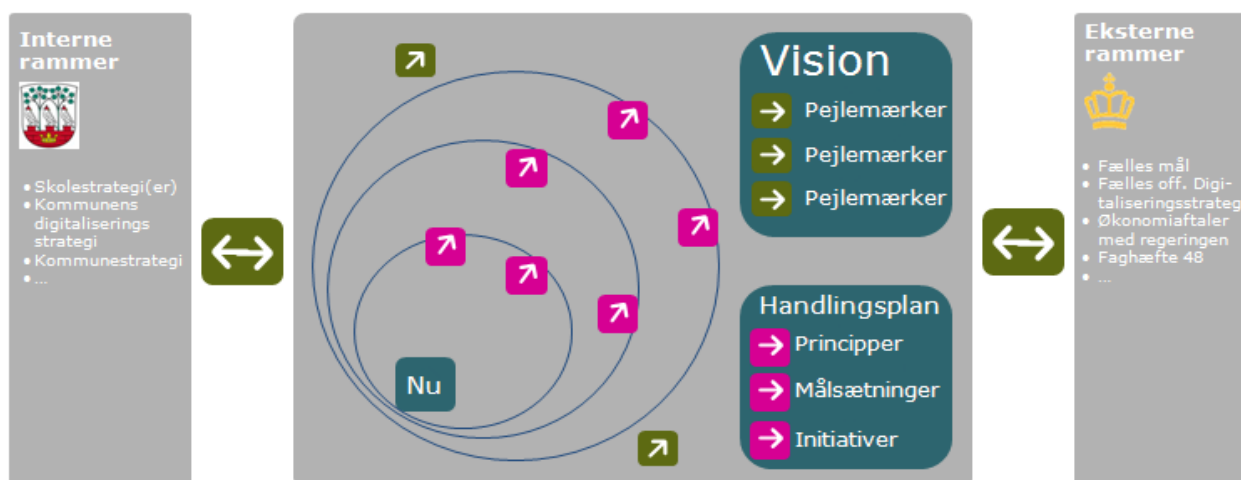 Interne
rammer
• Skolestrategi(er)
• Kommunens
digitaliserings
strategi
• Kommunestrategi
• ...
Nu
Vision
Pejlemærker
Pejlemærker
Pejlemærker
Handlingsplan
Principper
Målsætninger
Initiativer
Eksterne
rammer
• Fælles mål
• Fælles off. Digi-
taliseringsstrateg
• Økonomiaftaler
med regeringen
• Faghæfte 48
• ...